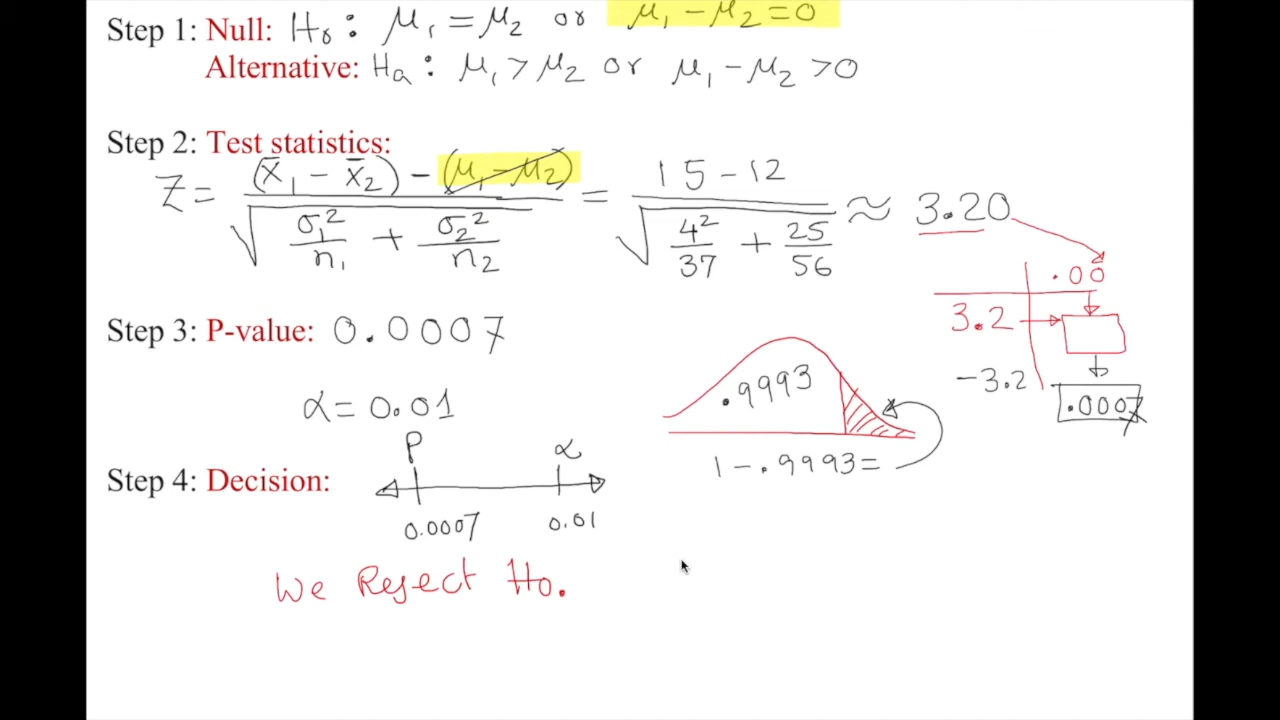 Step 1: Null: H₀ : μ₁ = μ₂ or μ₁ - μ₂ = 0
Alternative: Hₐ : μ₁ > μ₂ or μ₁ - μ₂ > 0
Step 2: Test statistics:
Z = ((x̄₁ - x̄₂) - (μ₁ - μ₂)) / √(σ₁²/n₁ + σ₂²/n₂) = (15 - 12) / √(4²/37 + 25/56) ≈ 3.20
.00
3.2
-3.2
.0007
Step 3: P-value: 0.0007
.9993
1 - .9993 =
α = 0.01
P α
Step 4: Decision:
0.0007 0.01
We Reject H₀.